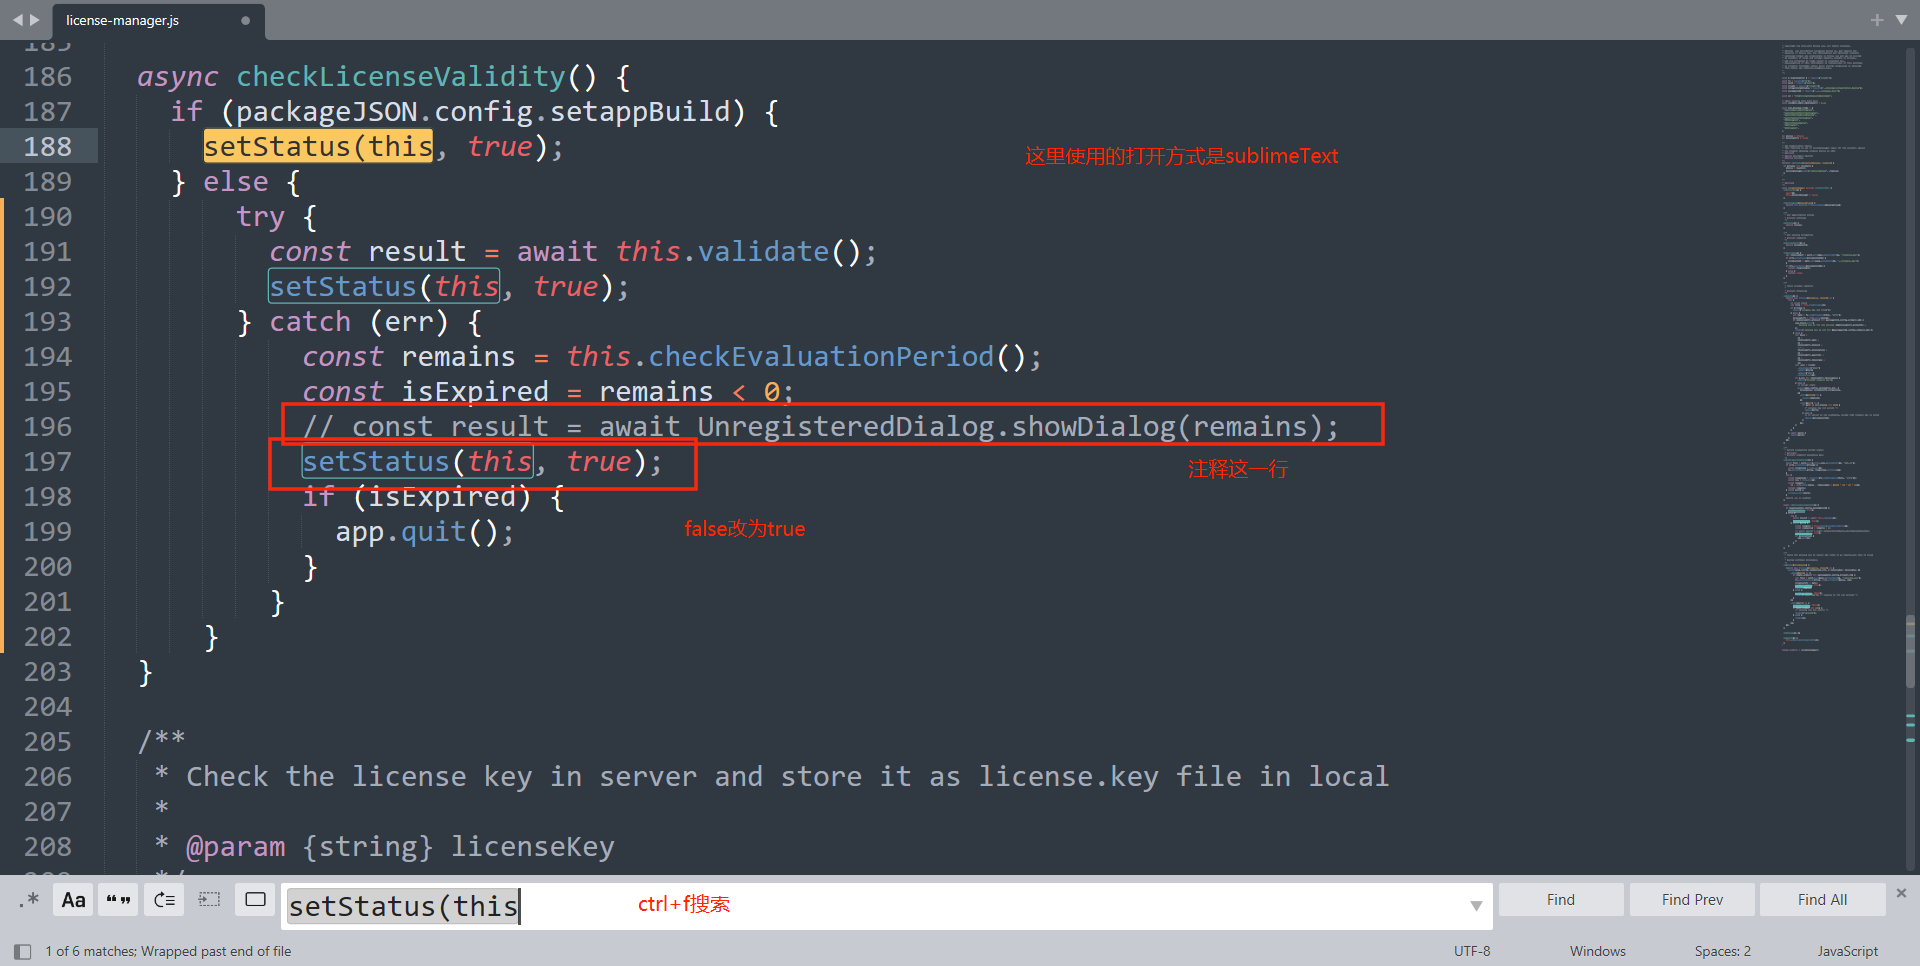 license-manager.js
185
186 async checkLicenseValidity() {
187 if (packageJSON.config.setappBuild) {
188 setStatus(this, true);
这里使用的打开方式是sublimeText
189 } else {
190 try {
191 const result = await this.validate();
192 setStatus(this, true);
193 } catch (err) {
194 const remains = this.checkEvaluationPeriod();
195 const isExpired = remains < 0;
196 // const result = await UnregisteredDialog.showDialog(remains);
197 setStatus(this, true);
注释这一行
198 if (isExpired) {
199 app.quit();
false改为true
200 }
201 }
202 }
203 }
204
205 /**
206 * Check the license key in server and store it as license.key file in local
207 *
208 * @param {string} licenseKey
.* Aa “”
setStatus(this
ctrl+f搜索
Find
Find Prev
Find All
1 of 6 matches; Wrapped past end of file
UTF-8
Windows
Spaces: 2
JavaScript